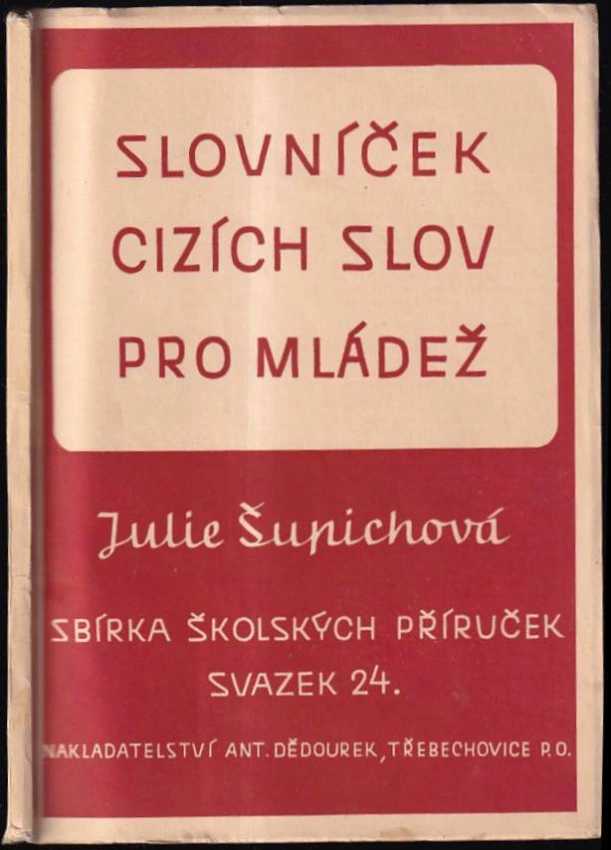 SLOVNÍČEK
CIZÍCH SLOV
PRO MLÁDEŽ
Julie Šupichová
SBÍRKA ŠKOLSKÝCH PŘÍRUČEK
SVAZEK 24.
NAKLADATELSTVÍ ANT. DĚDOUREK, TŘEBECHOVICE P.O.